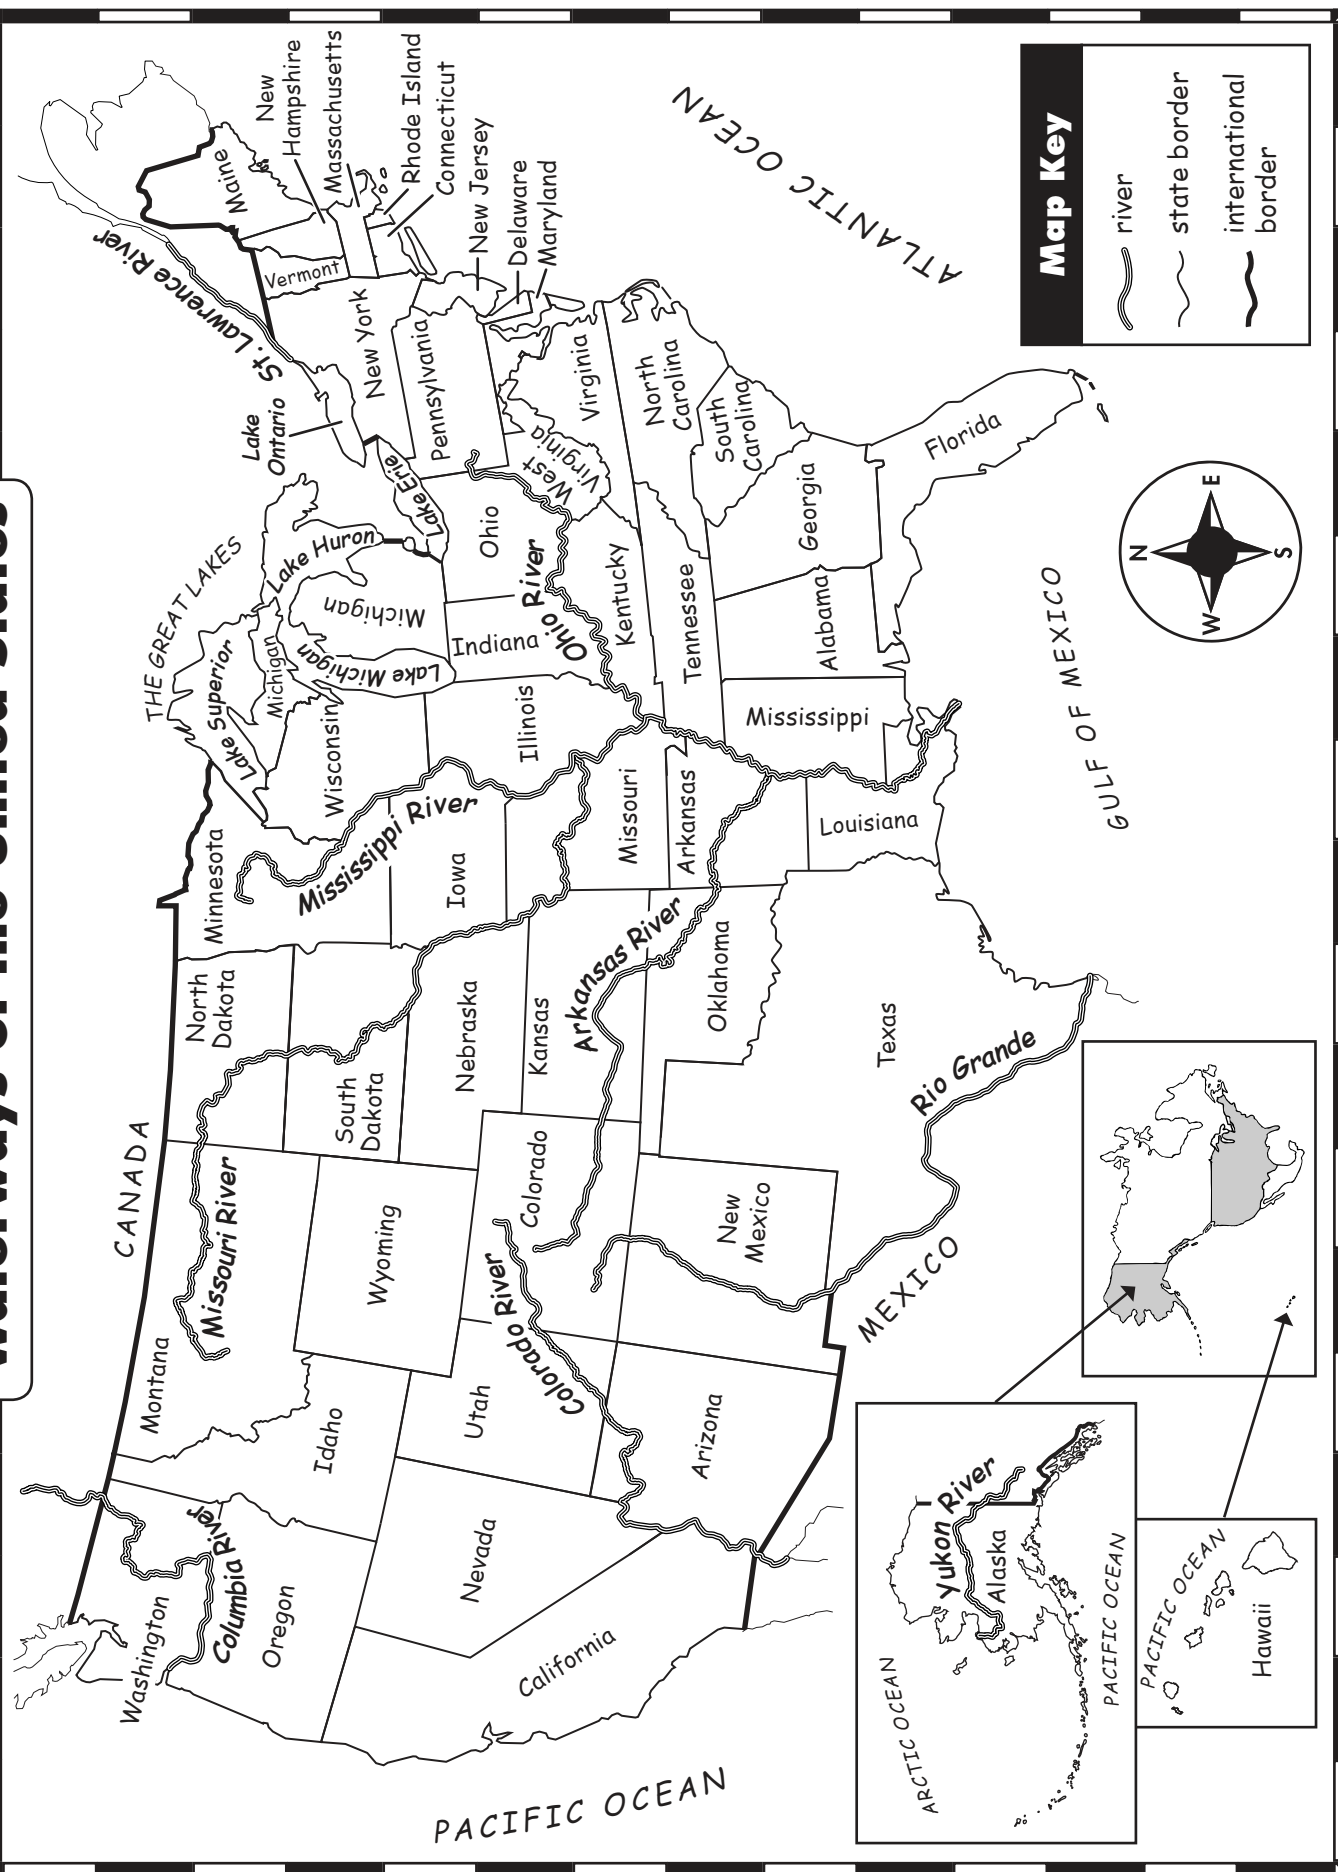 Waterways of the United States
CANADA
THE GREAT LAKES
PACIFIC OCEAN
ATLANTIC OCEAN
GULF OF MEXICO
MEXICO
Washington
Oregon
California
Nevada
Idaho
Montana
Wyoming
Utah
Arizona
Colorado
New
Mexico
North
Dakota
South
Dakota
Nebraska
Kansas
Oklahoma
Texas
Minnesota
Iowa
Missouri
Arkansas
Louisiana
Wisconsin
Illinois
Michigan
Michigan
Indiana
Ohio
Kentucky
Tennessee
Mississippi
Alabama
Georgia
Florida
South
Carolina
North
Carolina
Virginia
West
Virginia
Pennsylvania
New York
Vermont
Maine
New
Hampshire
Massachusetts
Rhode Island
Connecticut
New Jersey
Delaware
Maryland
Columbia River
Missouri River
Colorado River
Arkansas River
Rio Grande
Mississippi River
Ohio River
St. Lawrence River
Lake Superior
Lake Michigan
Lake Huron
Lake Erie
Lake
Ontario
ARCTIC OCEAN
Yukon River
Alaska
PACIFIC OCEAN
PACIFIC OCEAN
Hawaii
N
E
S
W
Map Key
river
state border
international
border